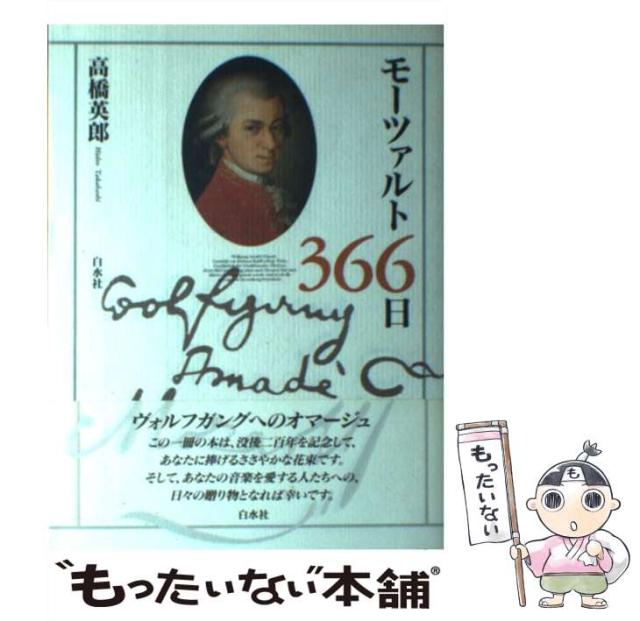 モーツァルト
366日
高橋英郎
Hideo Takahashi
白水社
Wolfgang Amadè
ヴォルフガングへのオマージュ
この一冊の本は、没後二百年を記念して、
あなたに捧げるささやかな花束です。
そして、あなたの音楽を愛する人たちへの、
日々の贈り物となれば幸いです。
白水社
"もったいない"本舗®
もったいない
も